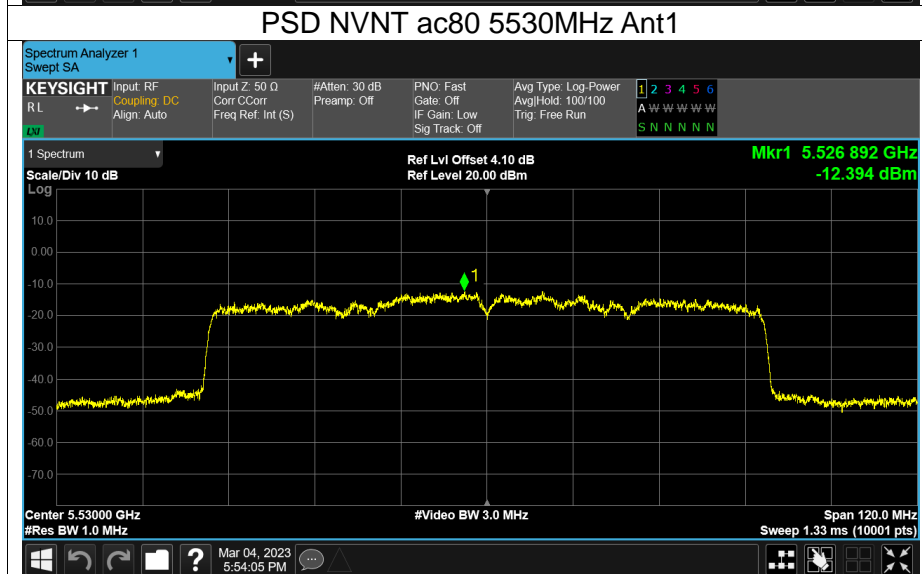 PSD NVNT ac80 5530MHz Ant1
Spectrum Analyzer 1
Swept SA
+
KEYSIGHT
R L
LXI
Input: RF
Coupling: DC
Align: Auto
Input Z: 50 Ω
Corr CCorr
Freq Ref: Int (S)
#Atten: 30 dB
Preamp: Off
PNO: Fast
Gate: Off
IF Gain: Low
Sig Track: Off
Avg Type: Log-Power
Avg|Hold: 100/100
Trig: Free Run
1 2 3 4 5 6
A W W W W W
S N N N N N
1 Spectrum
Scale/Div 10 dB
Ref Lvl Offset 4.10 dB
Ref Level 20.00 dBm
Mkr1 5.526 892 GHz
-12.394 dBm
Log
10.0
0.00
-10.0
-20.0
-30.0
-40.0
-50.0
-60.0
-70.0
1
Center 5.53000 GHz
#Res BW 1.0 MHz
#Video BW 3.0 MHz
Span 120.0 MHz
Sweep 1.33 ms (10001 pts)
?
Mar 04, 2023
5:54:05 PM